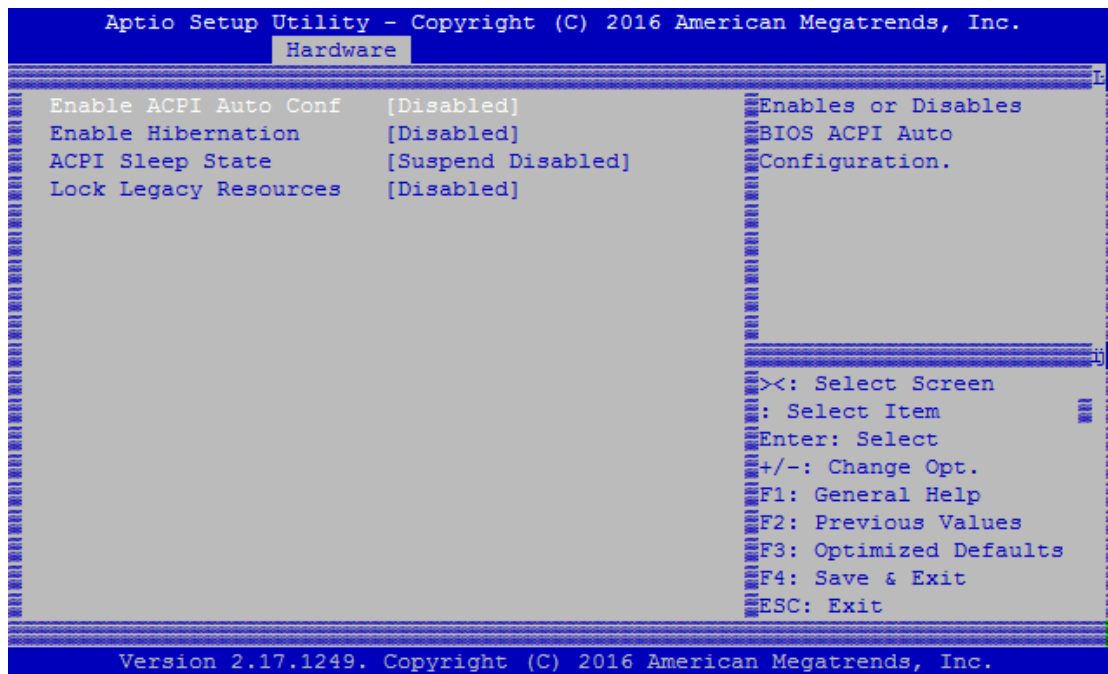 Aptio Setup Utility - Copyright (C) 2016 American Megatrends, Inc.
Hardware
Enable ACPI Auto Conf [Disabled]
Enable Hibernation [Disabled]
ACPI Sleep State [Suspend Disabled]
Lock Legacy Resources [Disabled]
Enables or Disables
BIOS ACPI Auto
Configuration.
><: Select Screen
: Select Item
Enter: Select
+/-: Change Opt.
F1: General Help
F2: Previous Values
F3: Optimized Defaults
F4: Save & Exit
ESC: Exit
Version 2.17.1249. Copyright (C) 2016 American Megatrends, Inc.